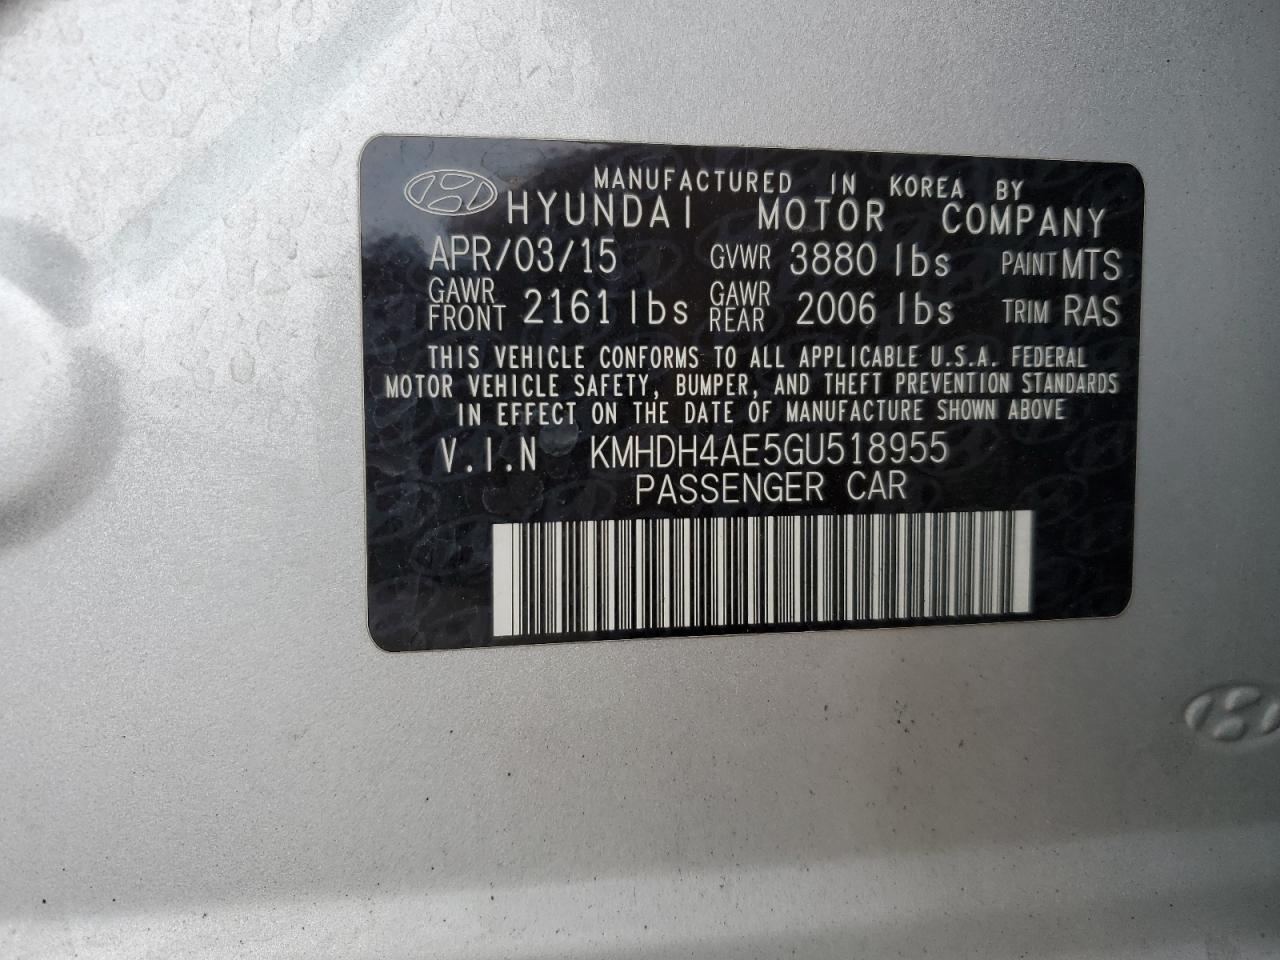 MANUFACTURED IN KOREA BY
HYUNDAI MOTOR COMPANY
APR/03/15 GVWR 3880 lbs PAINT MTS
GAWR FRONT 2161 lbs GAWR REAR 2006 lbs TRIM RAS
THIS VEHICLE CONFORMS TO ALL APPLICABLE U.S.A. FEDERAL
MOTOR VEHICLE SAFETY, BUMPER, AND THEFT PREVENTION STANDARDS
IN EFFECT ON THE DATE OF MANUFACTURE SHOWN ABOVE
V.I.N KMHDH4AE5GU518955
PASSENGER CAR